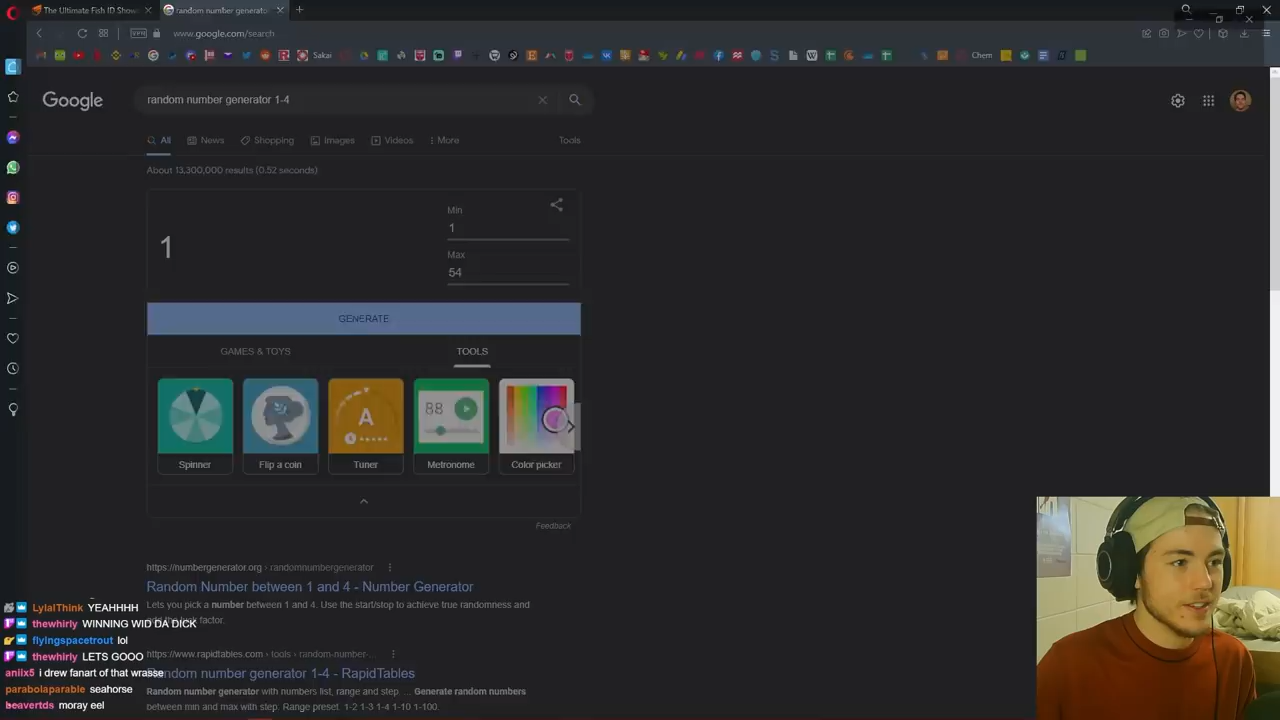 The Ultimate Fish ID Show
random number generato
www.google.com/search
Sakai
Chem
Google
random number generator 1-4
All
News
Shopping
Images
Videos
More
Tools
About 13,300,000 results (0.52 seconds)
1
Min
1
Max
54
GENERATE
GAMES & TOYS
TOOLS
A
88
Spinner
Flip a coin
Tuner
Metronome
Color picker
Feedback
https://numbergenerator.org › randomnumbergenerator
Random Number between 1 and 4 - Number Generator
Lets you pick a number between 1 and 4. Use the start/stop to achieve true randomness and
factor.
https://www.rapidtables.com › tools › random-number-...
random number generator 1-4 - RapidTables
Random number generator with numbers list, range and step. ... Generate random numbers
between min and max with step. Range preset. 1-2 1-3 1-4 1-10 1-100.
LylalThink YEAHHHH
thewhirly WINNING WID DA DICK
flyingspacetrout lol
thewhirly LETS GOOO
aniix5 i drew fanart of that wrasse
parabolaparable seahorse
beavertds moray eel